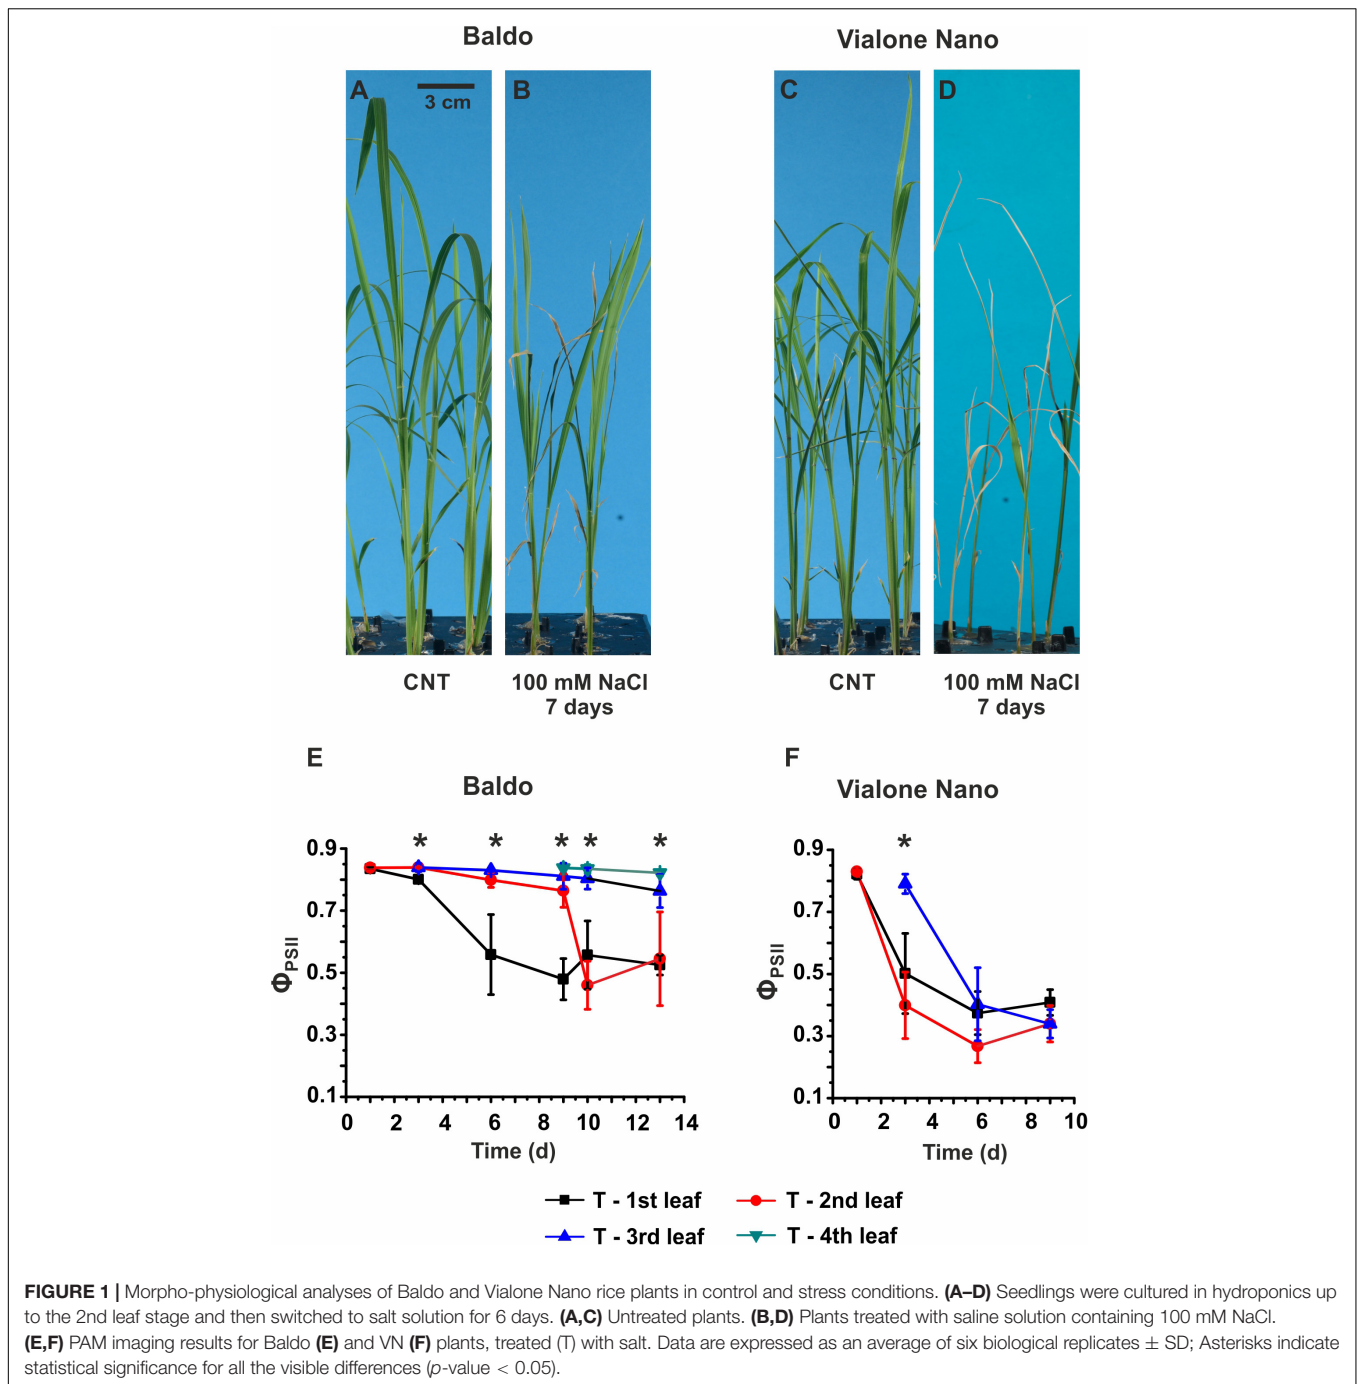 Baldo
Vialone Nano
A
3 cm
B
C
D
CNT
100 mM NaCl
7 days
CNT
100 mM NaCl
7 days
E
Baldo
* * * * *
0.9
0.7
0.5
0.3
0.1
ΦPSII
0 2 4 6 8 10 12 14
Time (d)
F
Vialone Nano
*
0.9
0.7
0.5
0.3
0.1
ΦPSII
0 2 4 6 8 10
Time (d)
T - 1st leaf
T - 2nd leaf
T - 3rd leaf
T - 4th leaf
FIGURE 1 | Morpho-physiological analyses of Baldo and Vialone Nano rice plants in control and stress conditions. (A–D) Seedlings were cultured in hydroponics up
to the 2nd leaf stage and then switched to salt solution for 6 days. (A,C) Untreated plants. (B,D) Plants treated with saline solution containing 100 mM NaCl.
(E,F) PAM imaging results for Baldo (E) and VN (F) plants, treated (T) with salt. Data are expressed as an average of six biological replicates ± SD; Asterisks indicate
statistical significance for all the visible differences (p-value < 0.05).